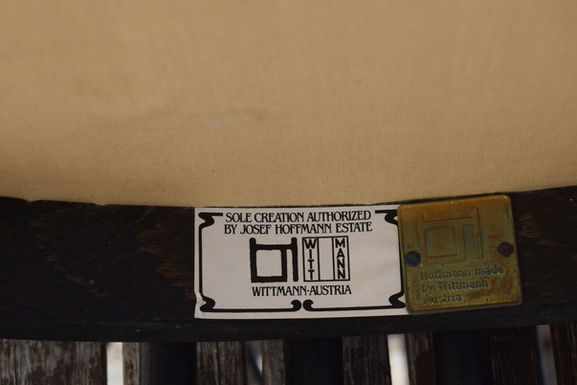 SOLE CREATION AUTHORIZED
BY JOSEF HOFFMANN ESTATE
WITT MANN
WITTMANN·AUSTRIA
Hoffmann made
by Wittmann
Austria